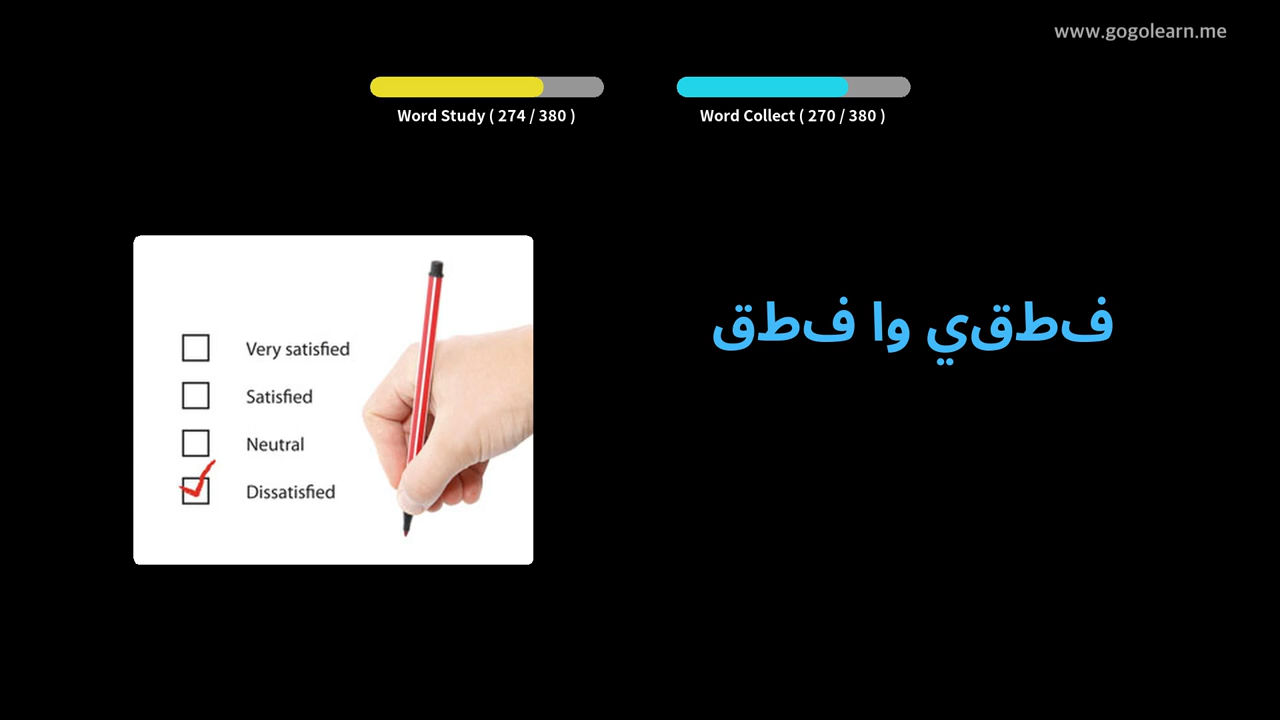 www.gogolearn.me
Word Study ( 274 / 380 )
Word Collect ( 270 / 380 )
فطقي وا فطق
Very satisfied
Satisfied
Neutral
Dissatisfied